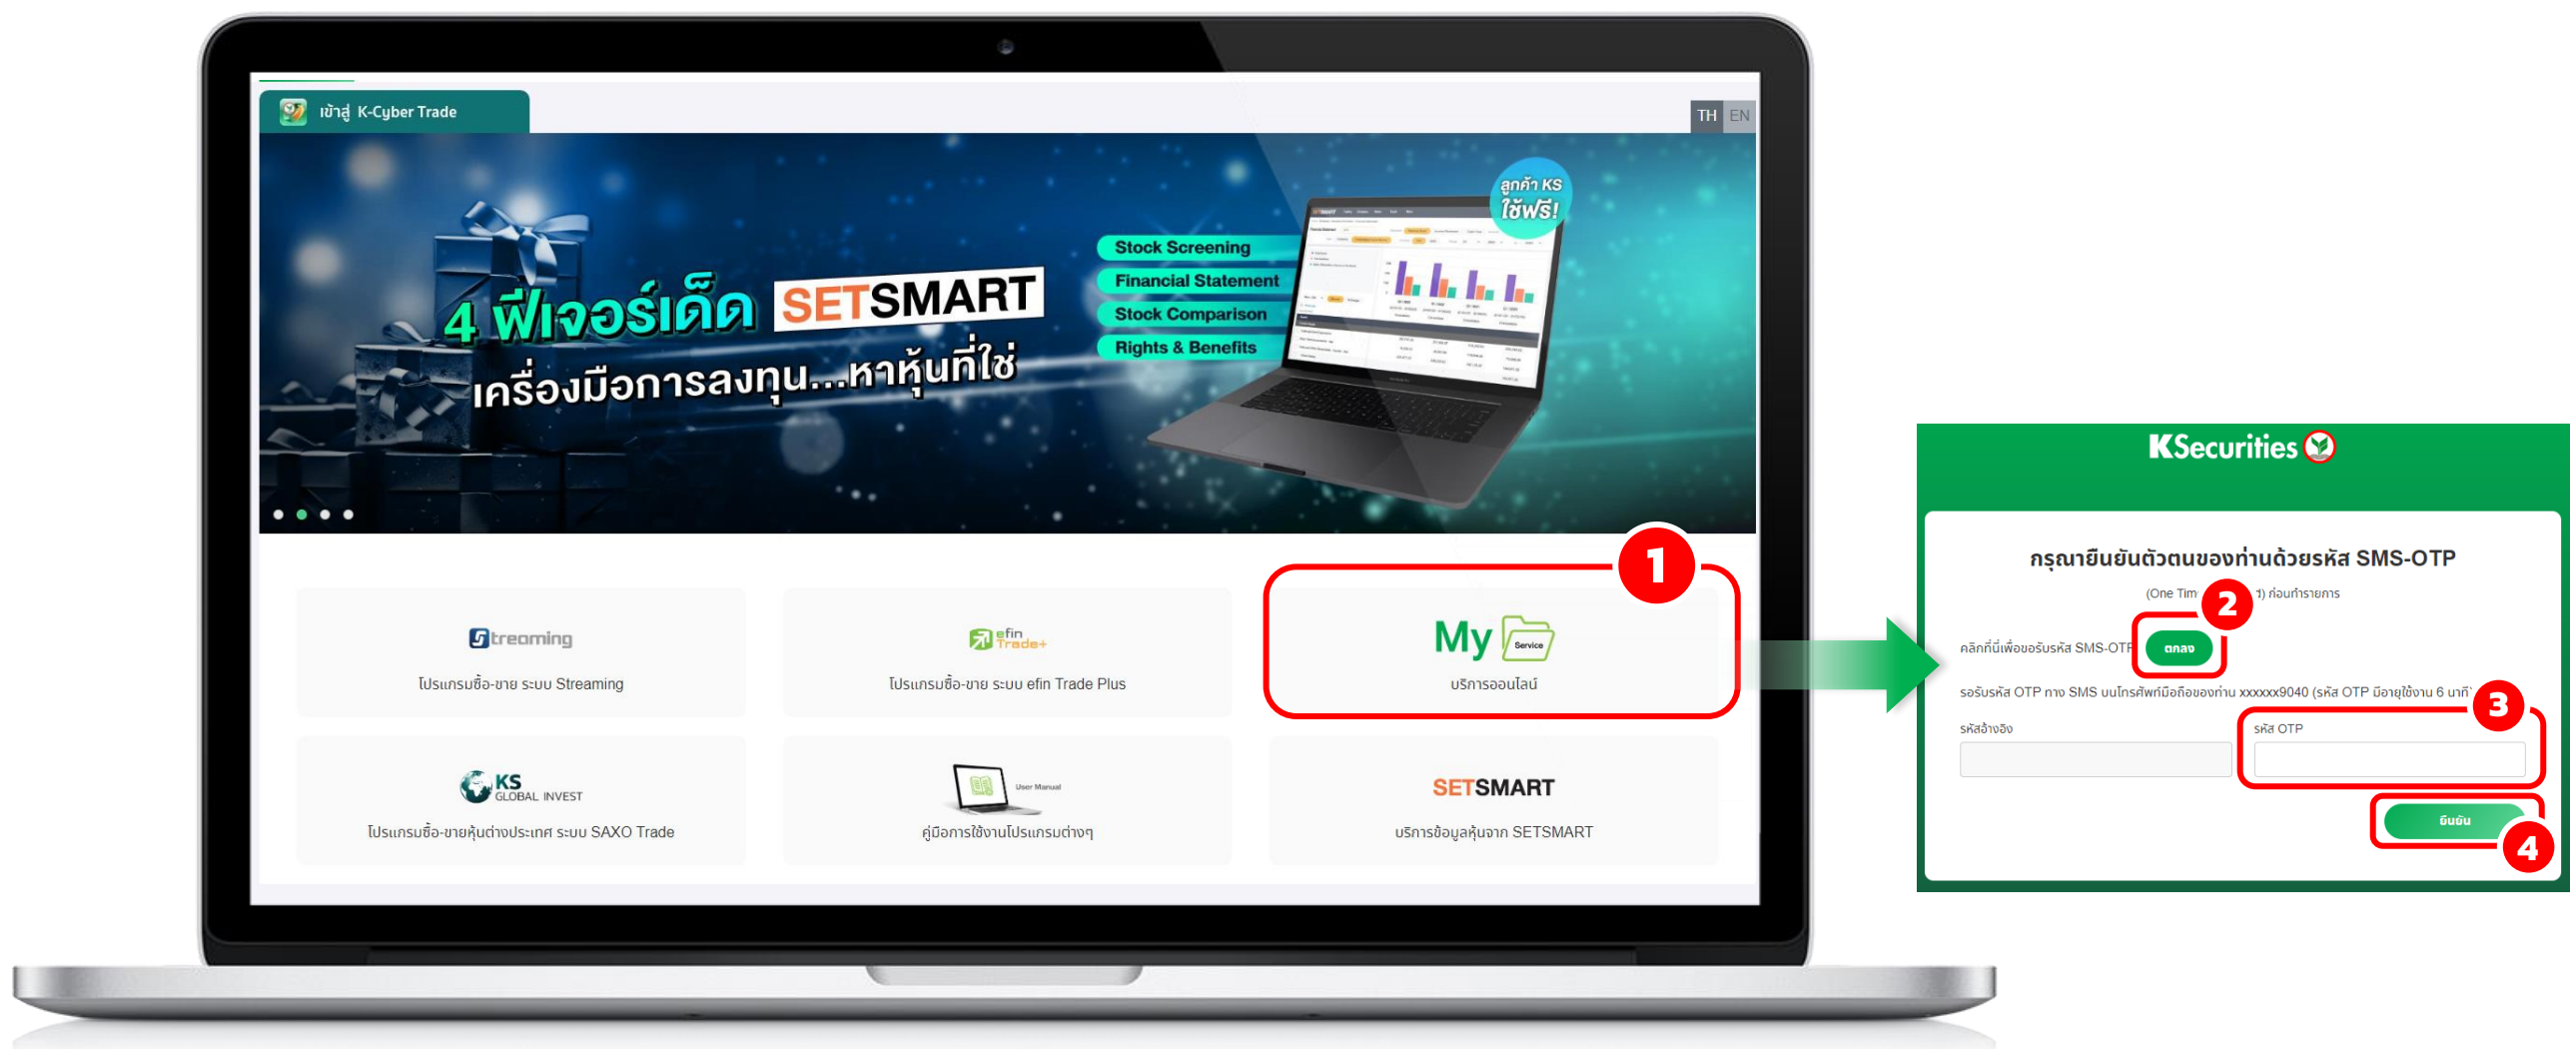 เข้าสู่ K-Cyber Trade
TH EN
4 ฟีเจอร์เด็ด SETSMART
เครื่องมือการลงทุน...หาหุ้นที่ใช่
Stock Screening
Financial Statement
Stock Comparison
Rights & Benefits
ลูกค้า KS
ใช้ฟรี!
1
Streaming
โปรแกรมซื้อ-ขาย ระบบ Streaming
efin
Trade+
โปรแกรมซื้อ-ขาย ระบบ efin Trade Plus
My Service
บริการออนไลน์
KS
GLOBAL INVEST
โปรแกรมซื้อ-ขายหุ้นต่างประเทศ ระบบ SAXO Trade
User Manual
คู่มือการใช้งานโปรแกรมต่างๆ
SETSMART
บริการข้อมูลหุ้นจาก SETSMART
KSecurities
กรุณายืนยันตัวตนของท่านด้วยรหัส SMS-OTP
(One Tim 2 d) ก่อนทำรายการ
คลิกที่นี่เพื่อขอรับรหัส SMS-OTP ตกลง
รอรับรหัส OTP ทาง SMS บนโทรศัพท์มือถือของท่าน xxxxxx9040 (รหัส OTP มีอายุใช้งาน 6 นาที)
3
รหัสอ้างอิง รหัส OTP
ยืนยัน
4